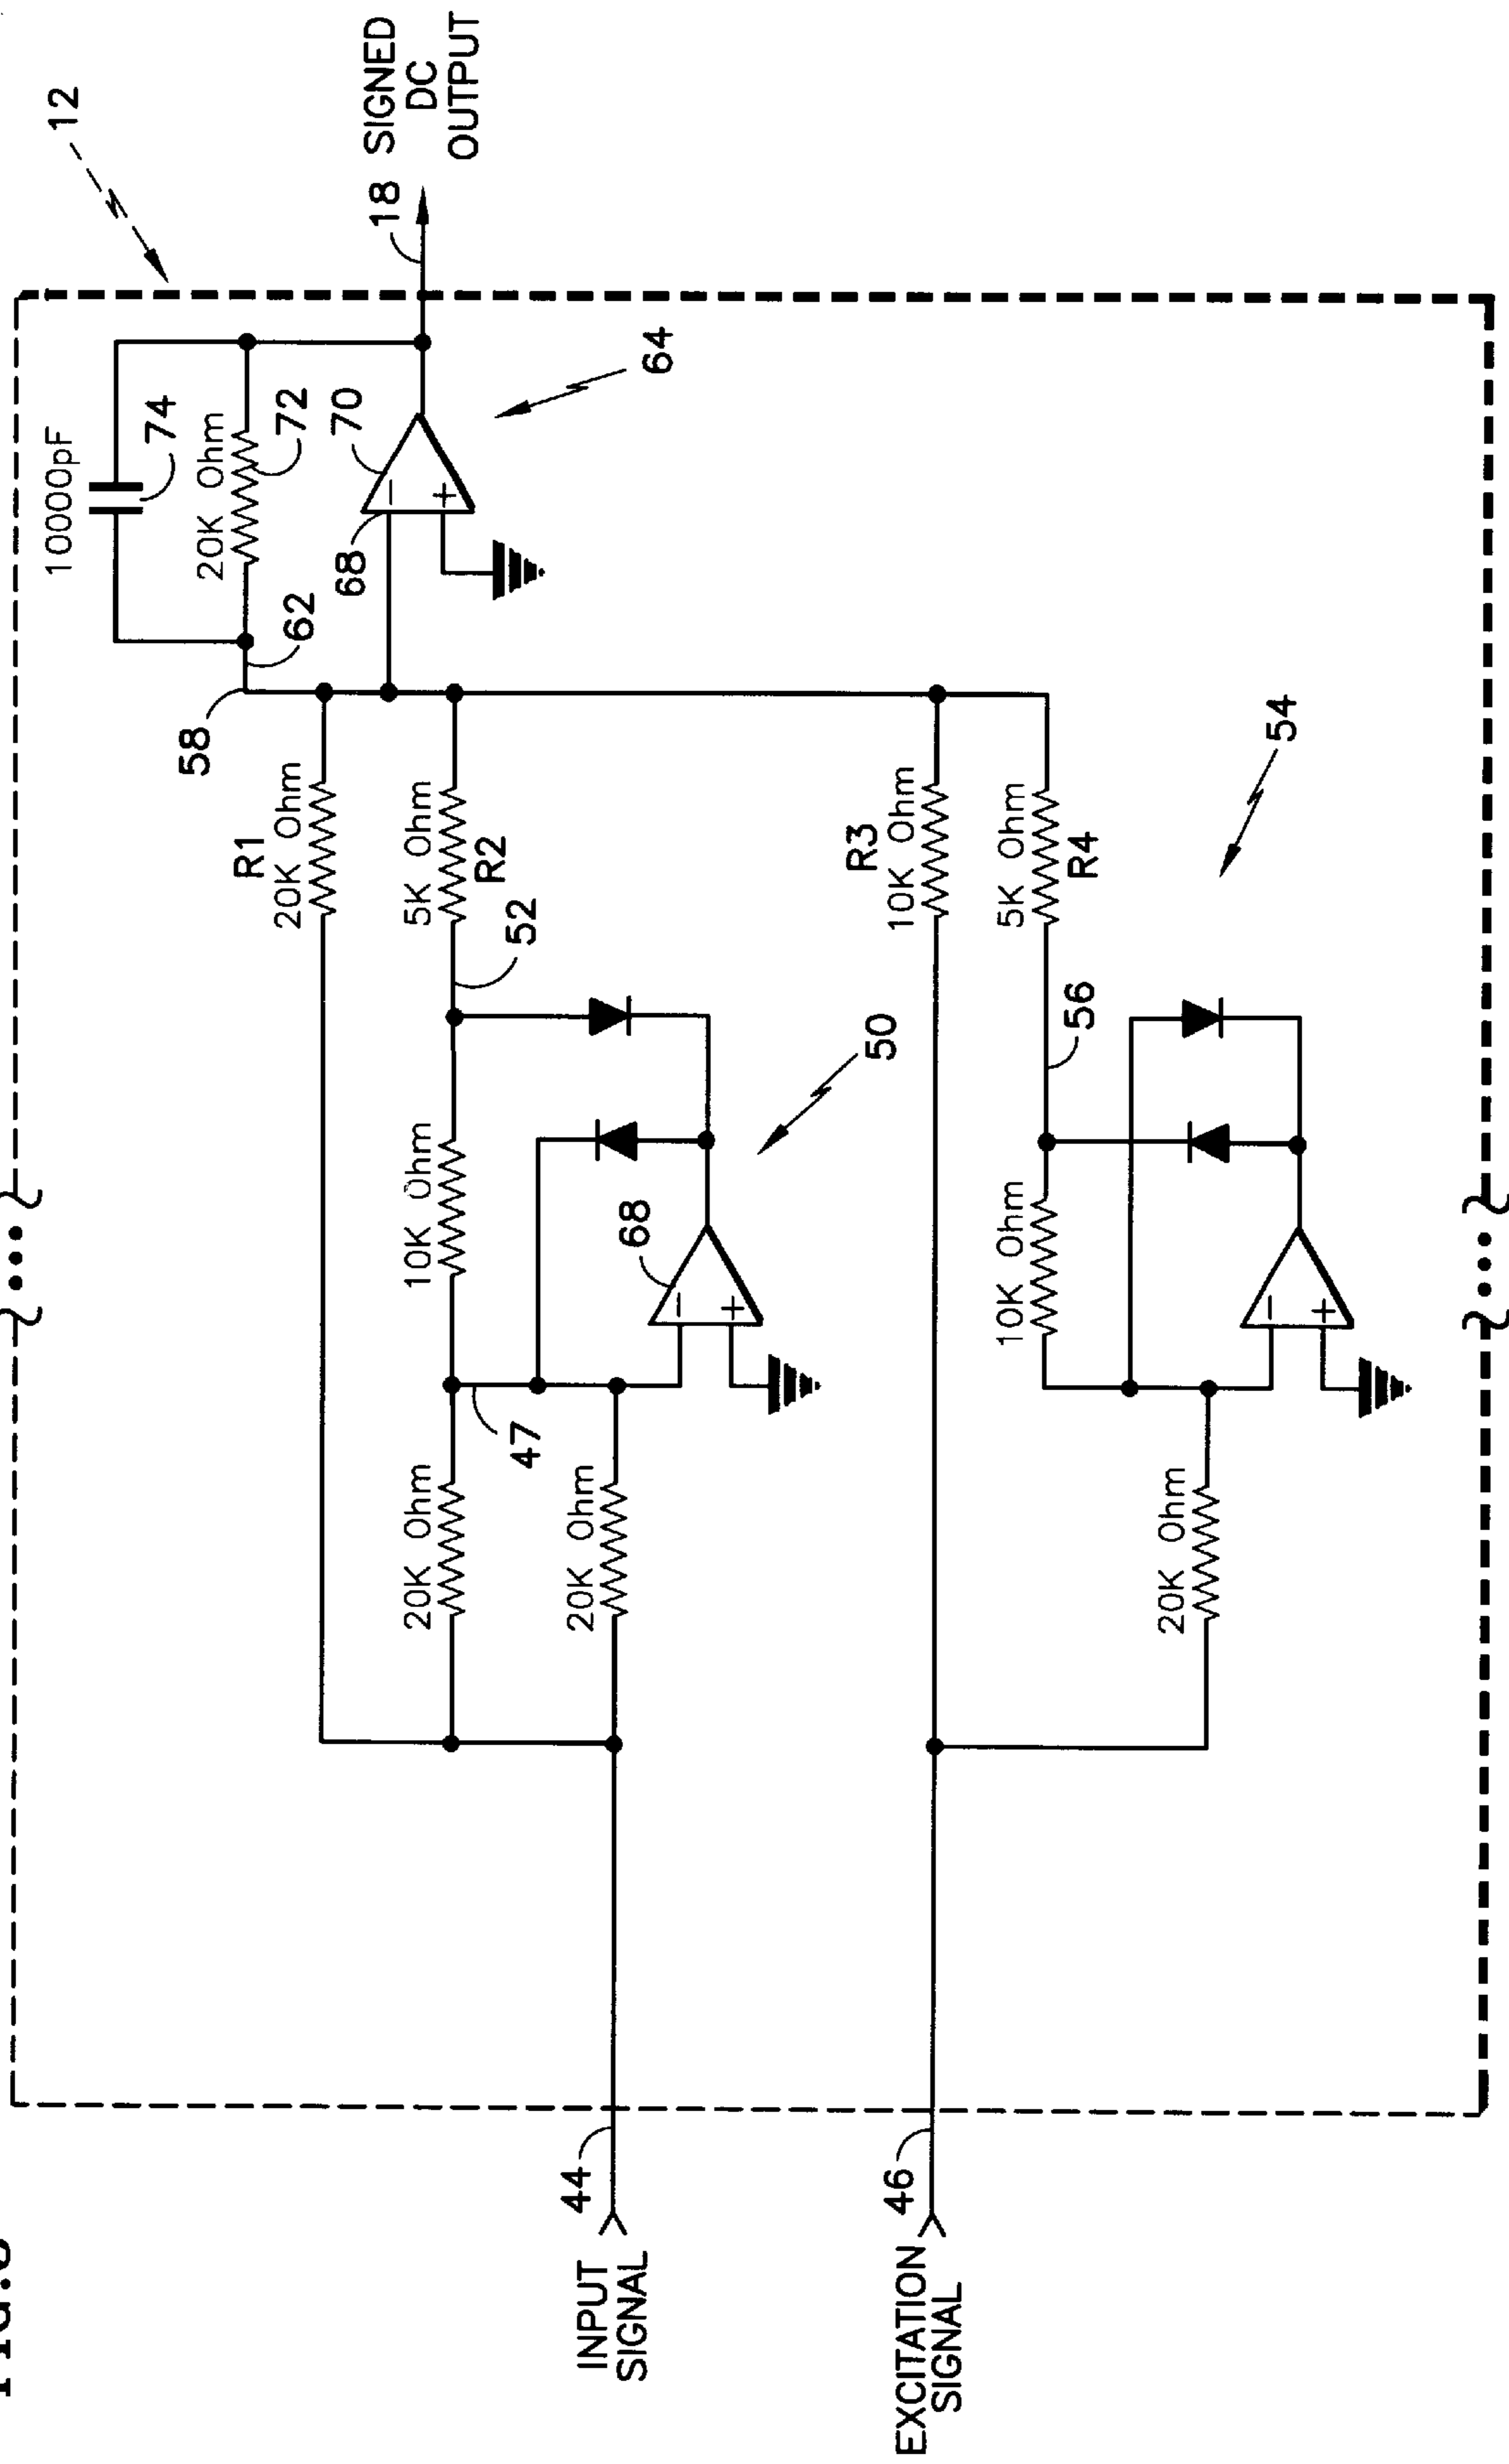 12
10000pF
74
20K Ohm
72
62
58
R1
20K Ohm
70
68
18
SIGNED
DC
OUTPUT
20K Ohm
10K Ohm
5K Ohm
R2
52
47
64
20K Ohm
68
50
44
INPUT
SIGNAL
R3
10K Ohm
46
EXCITATION
SIGNAL
10K Ohm
5K Ohm
R4
56
54
20K Ohm
-
+
-
+
-
+